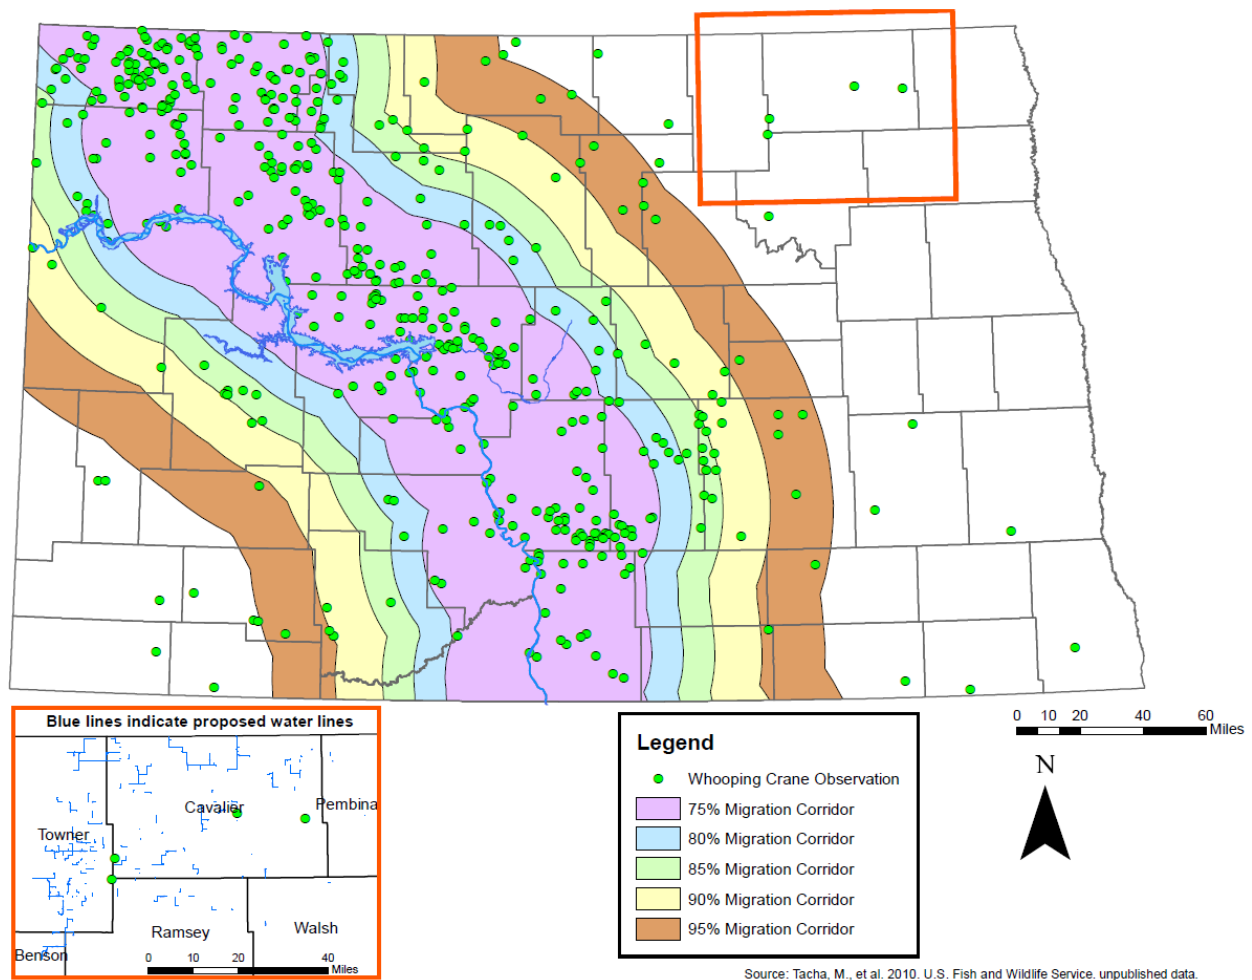 Blue lines indicate proposed water lines
Cavalier
Pembina
Towner
Ramsey
Walsh
Benson
0 20 40
Miles
Legend
Whooping Crane Observation
75% Migration Corridor
80% Migration Corridor
85% Migration Corridor
90% Migration Corridor
95% Migration Corridor
0 10 20 40 60
Miles
N
Source: Tacha, M., et al. 2010. U.S. Fish and Wildlife Service. unpublished data.